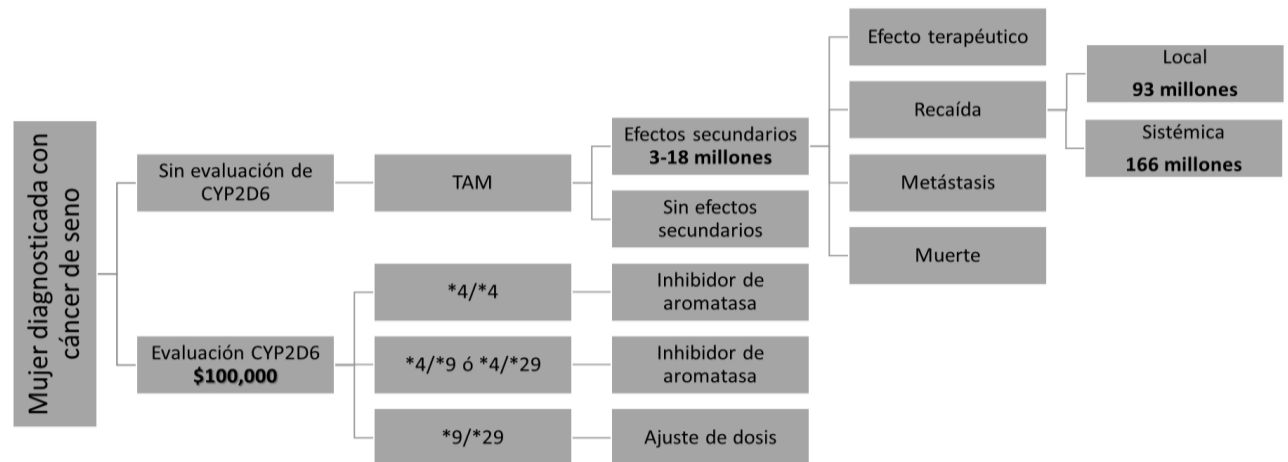 Mujer diagnosticada con
cáncer de seno
Sin evaluación de
CYP2D6
TAM
Efectos secundarios
3-18 millones
Efecto terapéutico
Recaída
Local
93 millones
Sistémica
166 millones
Metástasis
Muerte
Sin efectos
secundarios
Evaluación CYP2D6
$100,000
*4/*4
Inhibidor de
aromatasa
*4/*9 ó *4/*29
Inhibidor de
aromatasa
*9/*29
Ajuste de dosis